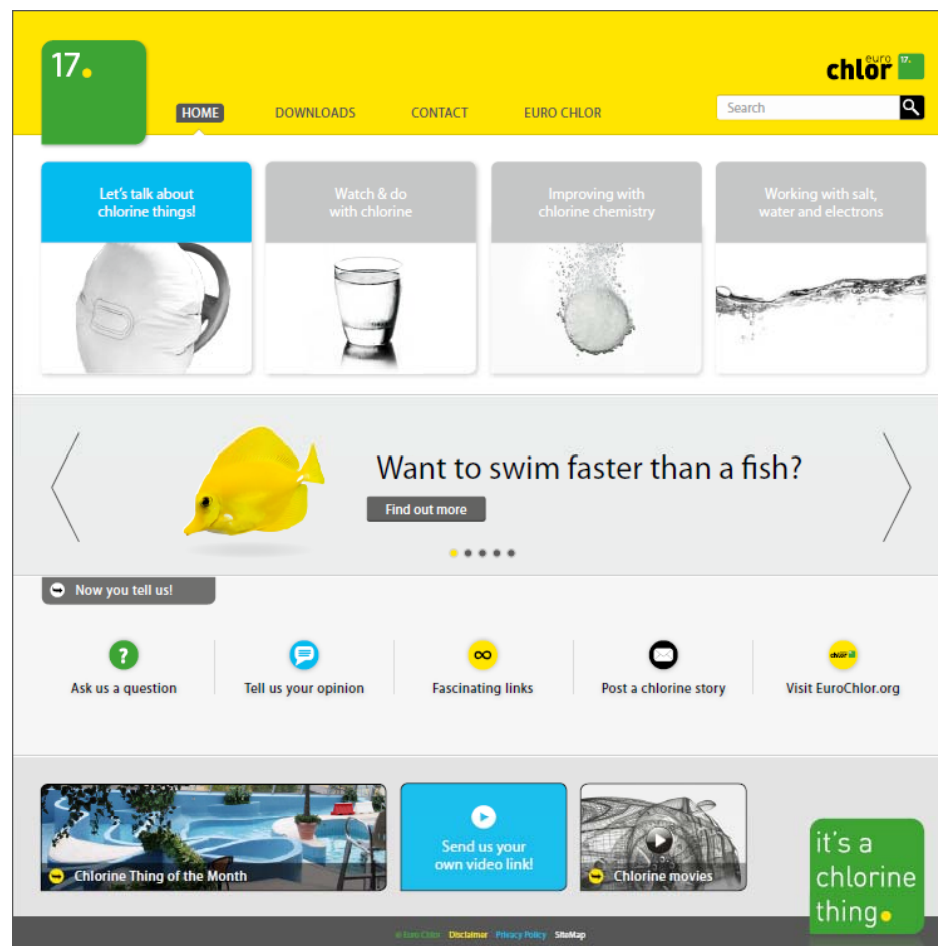 17.
euro
chlor 17.
HOME DOWNLOADS CONTACT EURO CHLOR Search
Let's talk about
chlorine things!
Watch & do
with chlorine
Improving with
chlorine chemistry
Working with salt,
water and electrons
Want to swim faster than a fish?
Find out more
Now you tell us!
Ask us a question
Tell us your opinion
Fascinating links
Post a chlorine story
Visit EuroChlor.org
Chlorine Thing of the Month
Send us your
own video link!
Chlorine movies
it's a
chlorine
thing.
© Euro Chlor Disclaimer Privacy Policy SiteMap